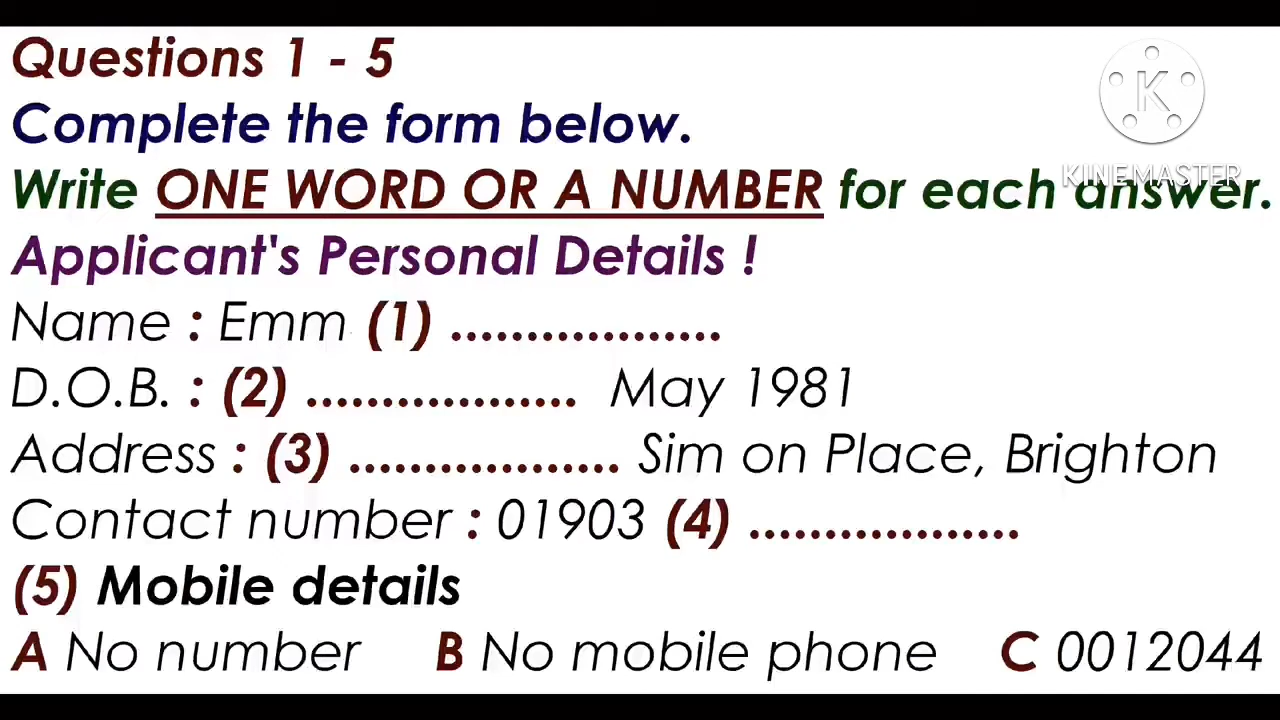 Questions 1 - 5
Complete the form below.
Write ONE WORD OR A NUMBER for each answer.
Applicant's Personal Details !
Name : Emm (1) ..................
D.O.B. : (2) .................. May 1981
Address : (3) .................. Sim on Place, Brighton
Contact number : 01903 (4) ..................
(5) Mobile details
A No number B No mobile phone C 0012044
K
KINEMASTER